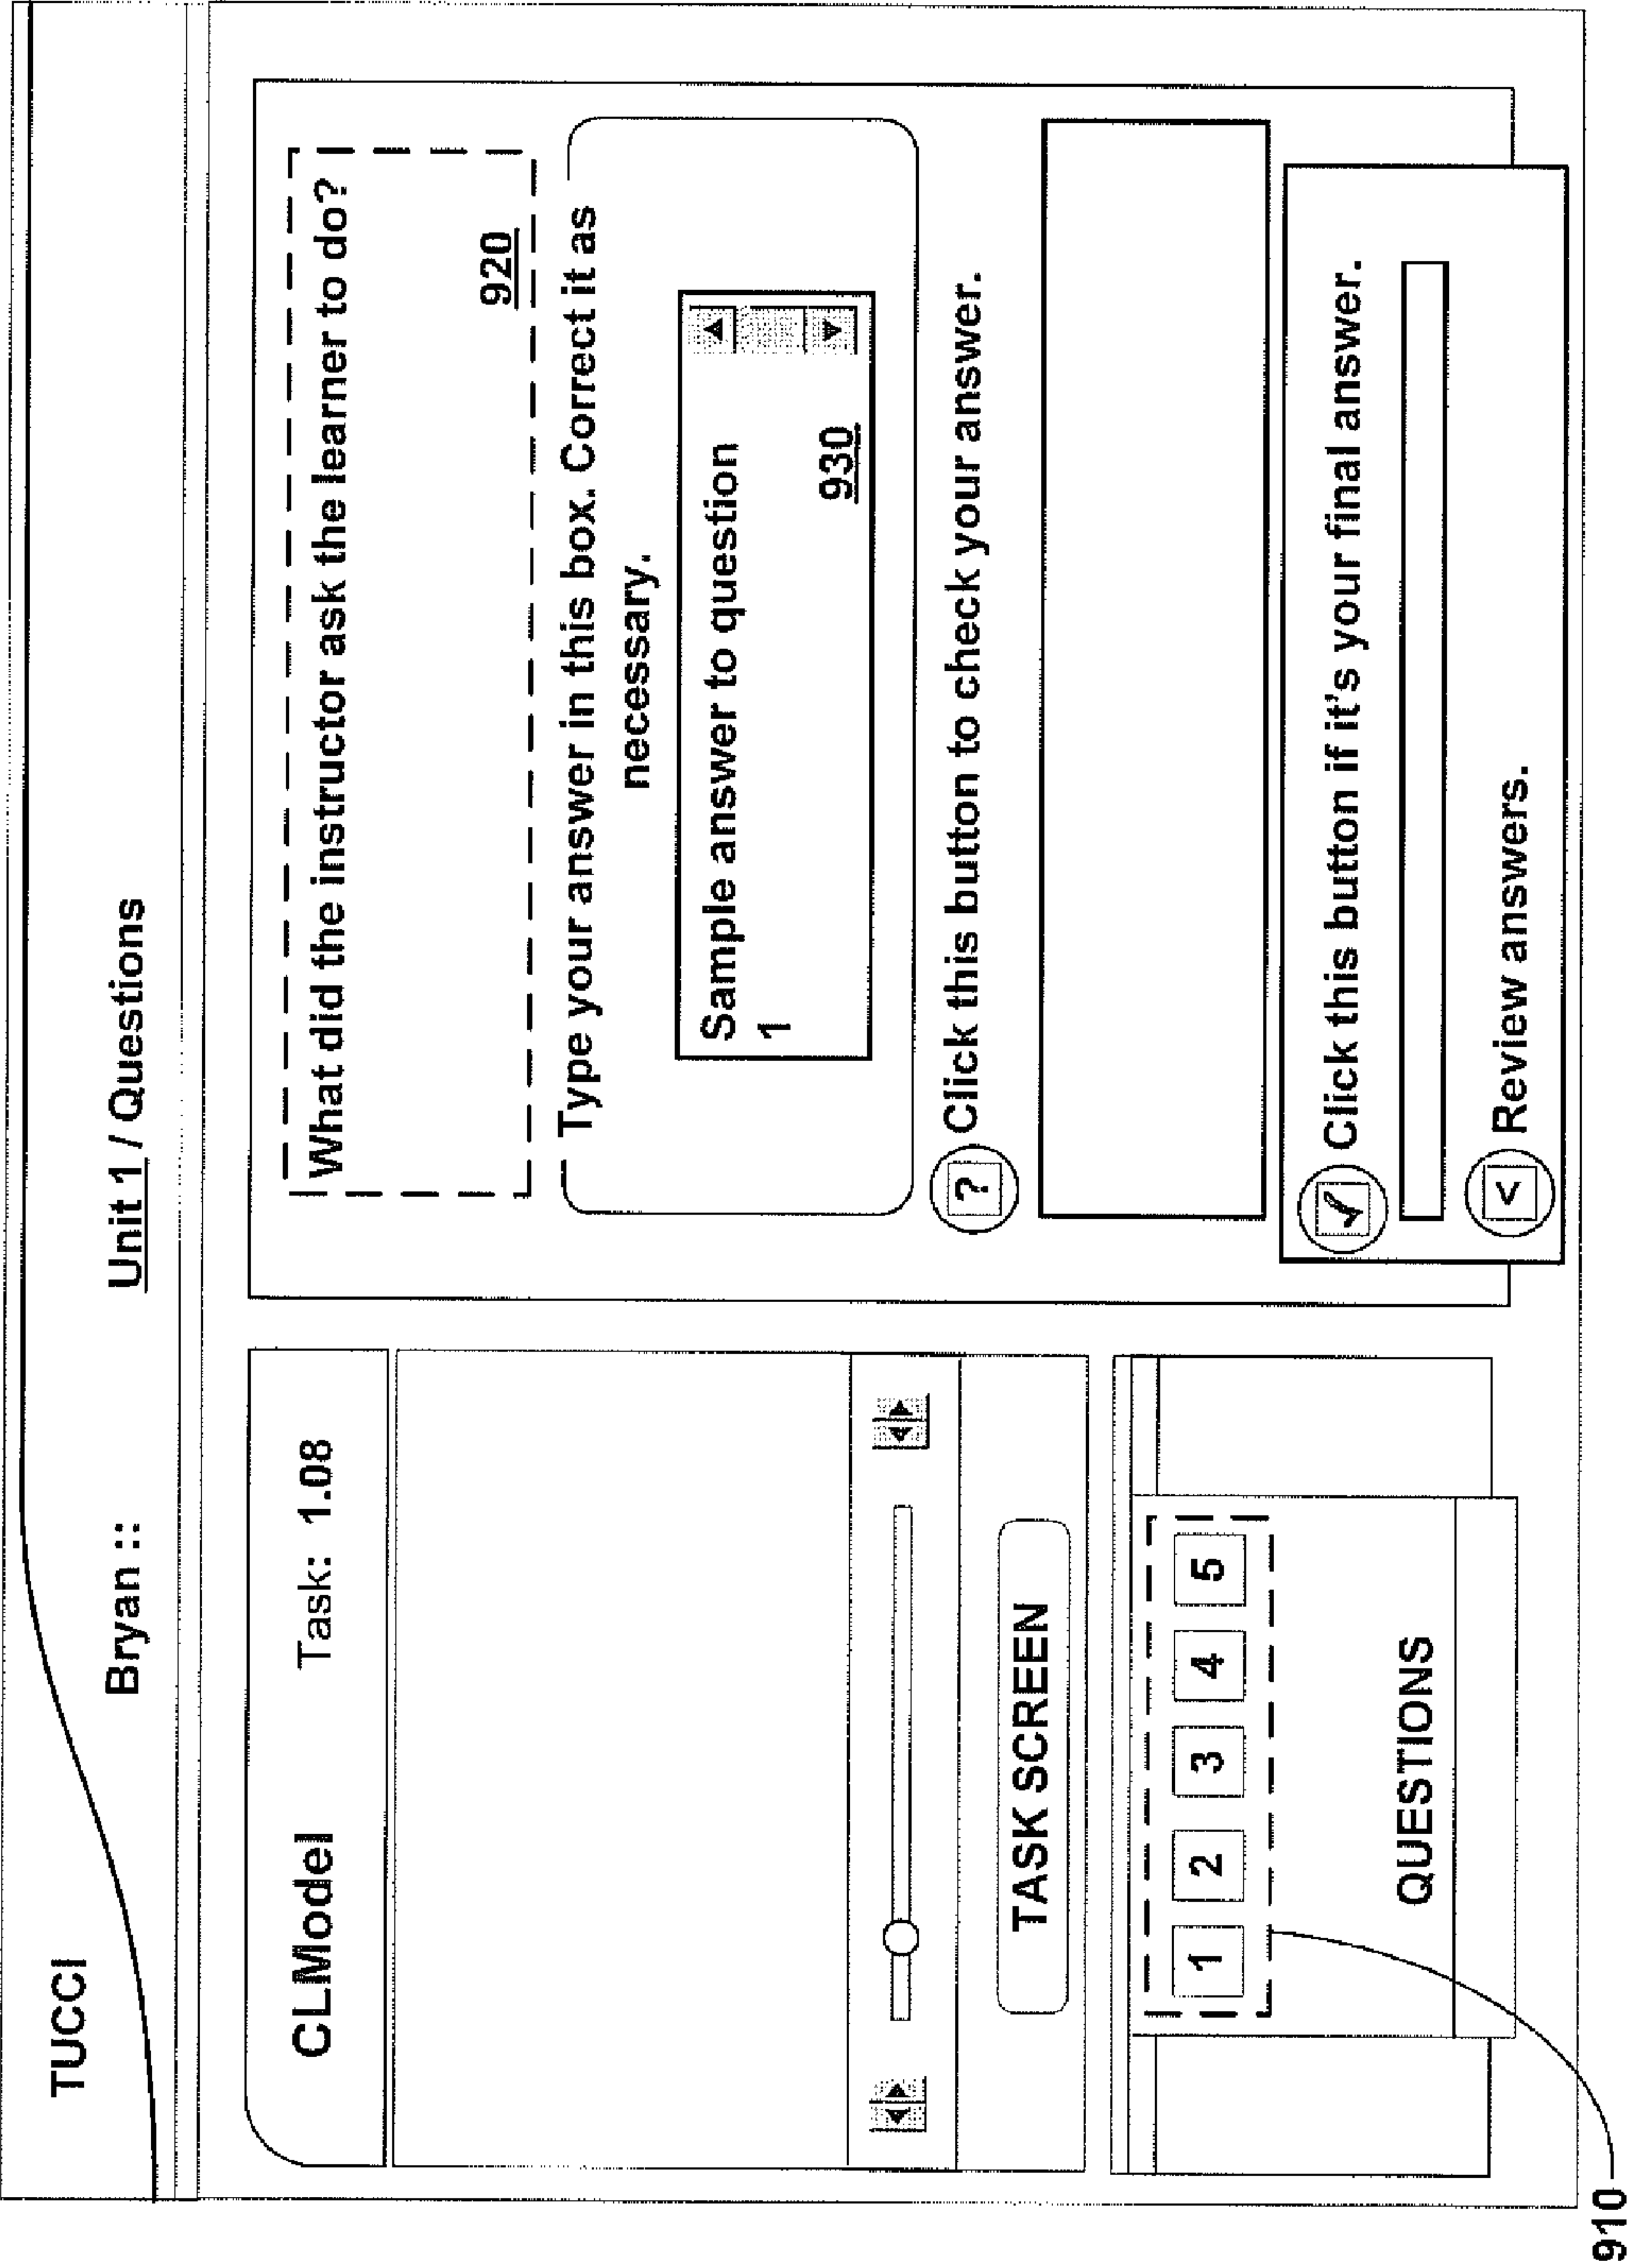 TUCCI
Bryan :: Unit 1 / Questions
CLModel Task: 1.08
TASK SCREEN
1 2 3 4 5
QUESTIONS
910
What did the instructor ask the learner to do?
920
Type your answer in this box. Correct it as
necessary.
Sample answer to question
1
930
? Click this button to check your answer.
✓ Click this button if it's your final answer.
< Review answers.